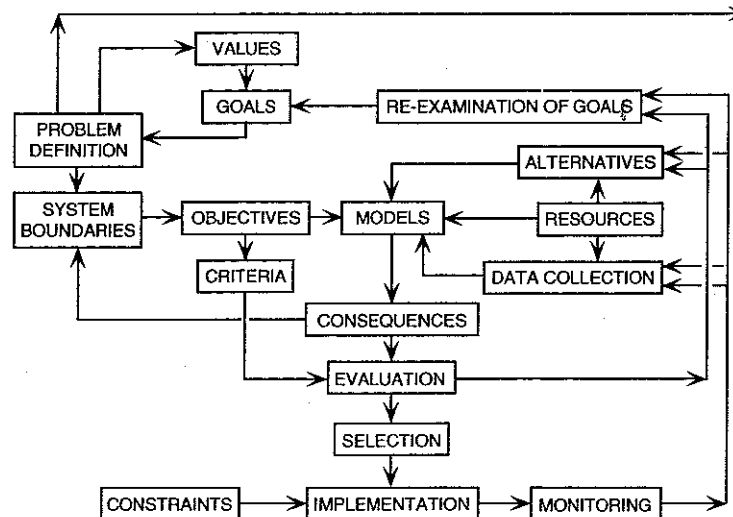 VALUES
GOALS
RE-EXAMINATION OF GOALS
PROBLEM
DEFINITION
ALTERNATIVES
SYSTEM
BOUNDARIES
OBJECTIVES
MODELS
RESOURCES
CRITERIA
DATA COLLECTION
CONSEQUENCES
EVALUATION
SELECTION
CONSTRAINTS
IMPLEMENTATION
MONITORING